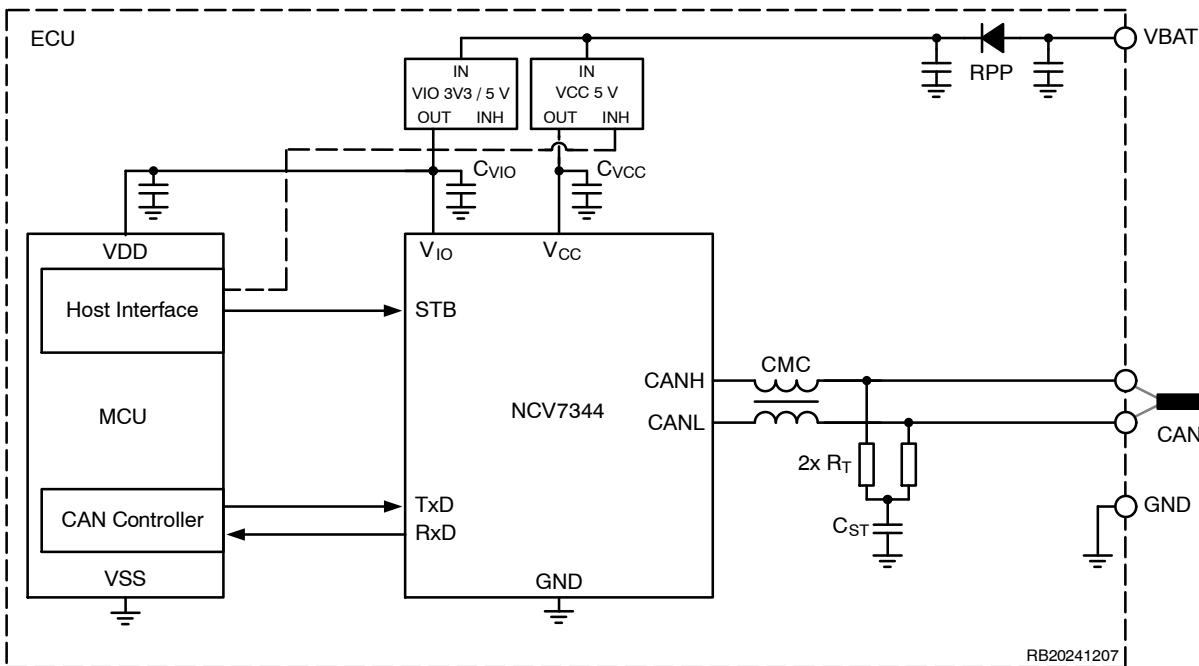 ECU
VBAT
RPP
IN
VIO 3V3 / 5 V
OUT INH
IN
VCC 5 V
OUT INH
CVIO
CVCC
VDD
VIO
VCC
Host Interface
STB
MCU
NCV7344
CANH
CANL
CMC
CAN
2x RT
CST
CAN Controller
TxD
RxD
GND
VSS
GND
RB20241207